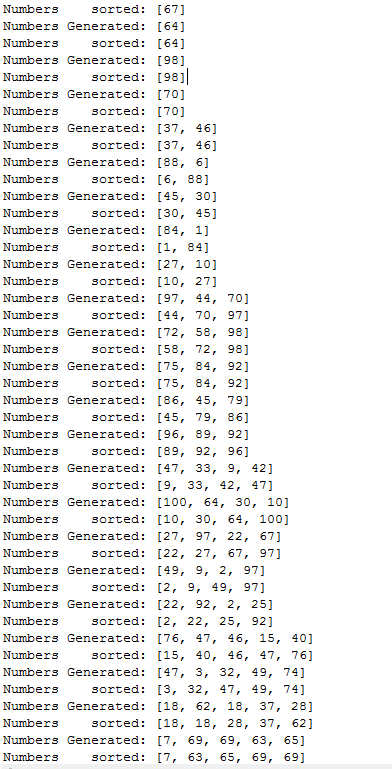 Numbers    sorted: [67]
Numbers Generated: [64]
Numbers    sorted: [64]
Numbers Generated: [98]
Numbers    sorted: [98]
Numbers Generated: [70]
Numbers    sorted: [70]
Numbers Generated: [37, 46]
Numbers    sorted: [37, 46]
Numbers Generated: [88, 6]
Numbers    sorted: [6, 88]
Numbers Generated: [45, 30]
Numbers    sorted: [30, 45]
Numbers Generated: [84, 1]
Numbers    sorted: [1, 84]
Numbers Generated: [27, 10]
Numbers    sorted: [10, 27]
Numbers Generated: [97, 44, 70]
Numbers    sorted: [44, 70, 97]
Numbers Generated: [72, 58, 98]
Numbers    sorted: [58, 72, 98]
Numbers Generated: [75, 84, 92]
Numbers    sorted: [75, 84, 92]
Numbers Generated: [86, 45, 79]
Numbers    sorted: [45, 79, 86]
Numbers Generated: [96, 89, 92]
Numbers    sorted: [89, 92, 96]
Numbers Generated: [47, 33, 9, 42]
Numbers    sorted: [9, 33, 42, 47]
Numbers Generated: [100, 64, 30, 10]
Numbers    sorted: [10, 30, 64, 100]
Numbers Generated: [27, 97, 22, 67]
Numbers    sorted: [22, 27, 67, 97]
Numbers Generated: [49, 9, 2, 97]
Numbers    sorted: [2, 9, 49, 97]
Numbers Generated: [22, 92, 2, 25]
Numbers    sorted: [2, 22, 25, 92]
Numbers Generated: [76, 47, 46, 15, 40]
Numbers    sorted: [15, 40, 46, 47, 76]
Numbers Generated: [47, 3, 32, 49, 74]
Numbers    sorted: [3, 32, 47, 49, 74]
Numbers Generated: [18, 62, 18, 37, 28]
Numbers    sorted: [18, 18, 28, 37, 62]
Numbers Generated: [7, 69, 69, 63, 65]
Numbers    sorted: [7, 63, 65, 69, 69]